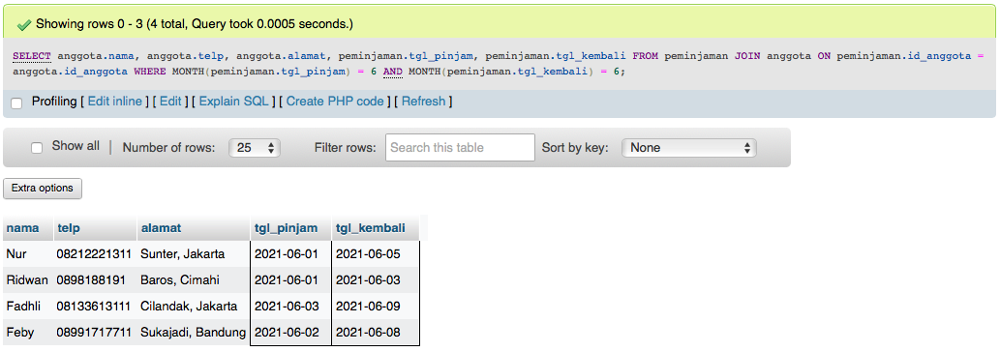 Showing rows 0 - 3 (4 total, Query took 0.0005 seconds.)
SELECT anggota.nama, anggota.telp, anggota.alamat, peminjaman.tgl_pinjam, peminjaman.tgl_kembali FROM peminjaman JOIN anggota ON peminjaman.id_anggota =
anggota.id_anggota WHERE MONTH(peminjaman.tgl_pinjam) = 6 AND MONTH(peminjaman.tgl_kembali) = 6;
Profiling [ Edit inline ] [ Edit ] [ Explain SQL ] [ Create PHP code ] [ Refresh ]
Show all | Number of rows: 25 Filter rows: Search this table Sort by key: None
Extra options
nama telp alamat tgl_pinjam tgl_kembali
Nur 08212221311 Sunter, Jakarta 2021-06-01 2021-06-05
Ridwan 0898188191 Baros, Cimahi 2021-06-01 2021-06-03
Fadhli 08133613111 Cilandak, Jakarta 2021-06-03 2021-06-09
Feby 08991717711 Sukajadi, Bandung 2021-06-02 2021-06-08